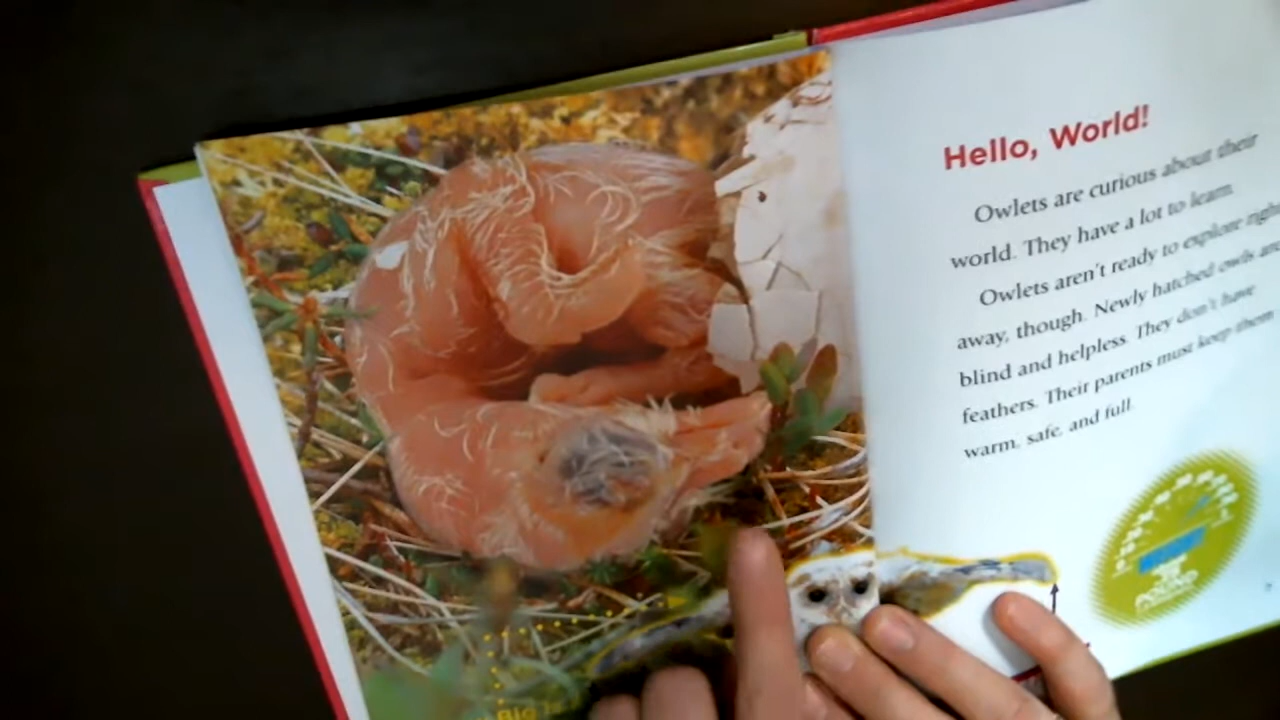 Hello, World!
Owlets are curious about their
world. They have a lot to learn.
Owlets aren't ready to explore right
away, though. Newly hatched owls are
blind and helpless. They don't have
feathers. Their parents must keep them
warm, safe, and full.
Big is